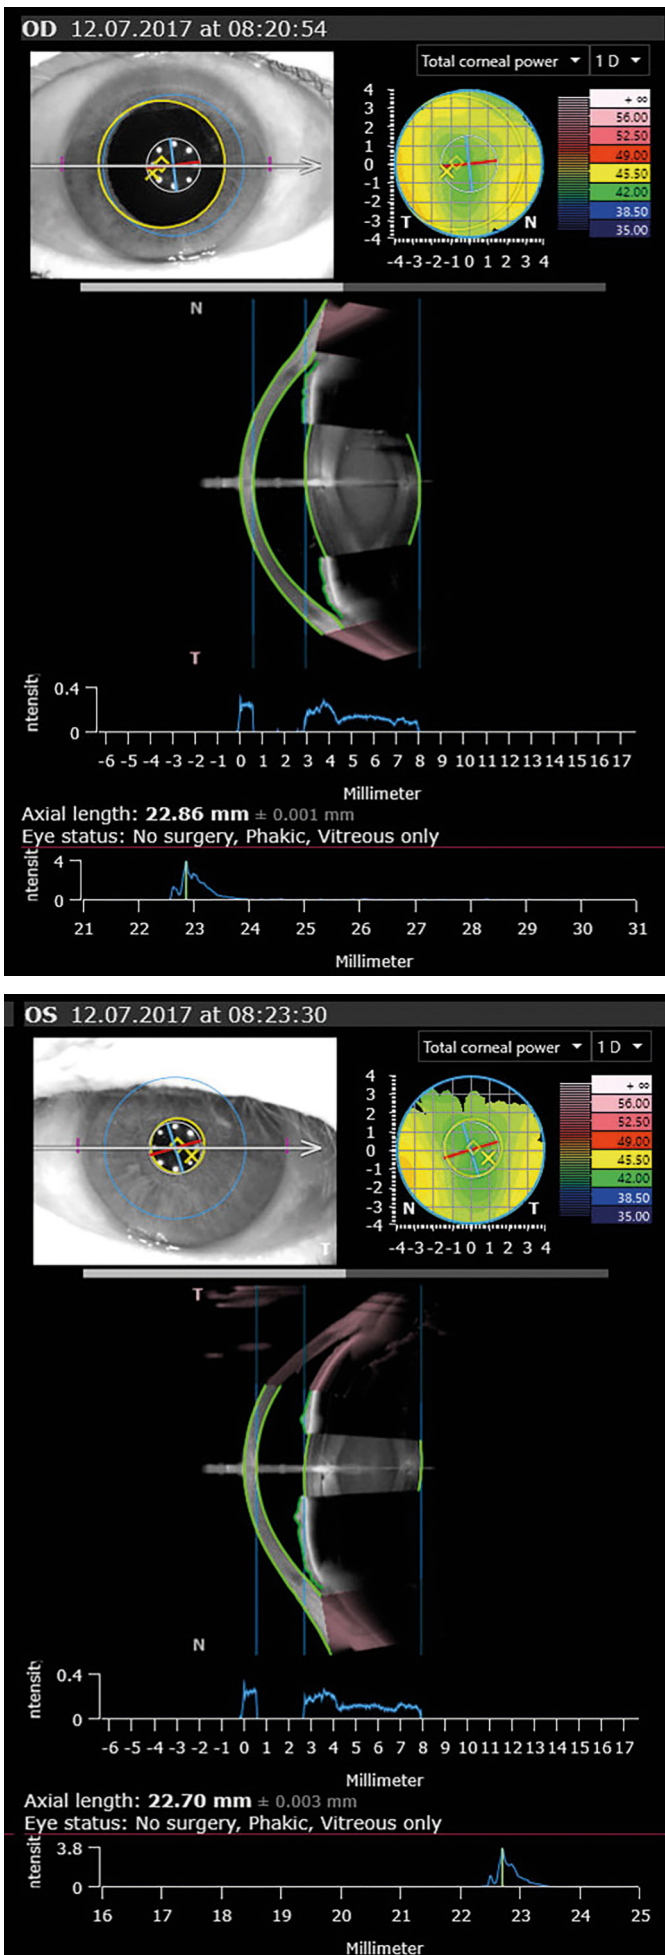 OD 12.07.2017 at 08:20:54
Total corneal power 1 D
4
3
2
1
0
-1
-2
-3
-4
T N
-4 -3 -2 -1 0 1 2 3 4
+ ∞
56.00
52.50
49.00
45.50
42.00
38.50
35.00
N
T
ntensity
0.4
0
-6 -5 -4 -3 -2 -1 0 1 2 3 4 5 6 7 8 9 10 11 12 13 14 15 16 17
Millimeter
Axial length: 22.86 mm ± 0.001 mm
Eye status: No surgery, Phakic, Vitreous only
ntensit
4
0
21 22 23 24 25 26 27 28 29 30 31
Millimeter
OS 12.07.2017 at 08:23:30
Total corneal power 1 D
T
4
3
2
1
0
-1
-2
-3
-4
N T
-4 -3 -2 -1 0 1 2 3 4
+ ∞
56.00
52.50
49.00
45.50
42.00
38.50
35.00
T
N
ntensity
0.4
0
-6 -5 -4 -3 -2 -1 0 1 2 3 4 5 6 7 8 9 10 11 12 13 14 15 16 17
Millimeter
Axial length: 22.70 mm ± 0.003 mm
Eye status: No surgery, Phakic, Vitreous only
ntensit
3.8
0
16 17 18 19 20 21 22 23 24 25
Millimeter